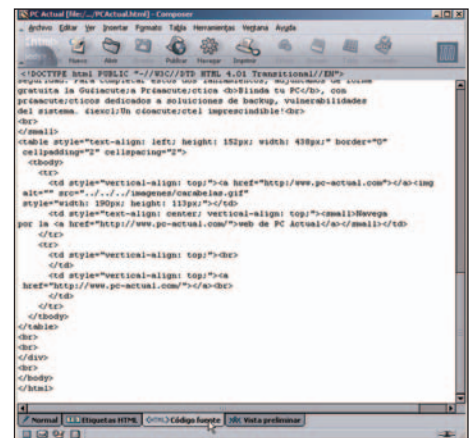 PC Actual [file:/.../PCActual.html] - Composer
Archivo Editar Ver Insertar Formato Tabla Herramientas Ventana Ayuda
Nuevo Abrir Publicar Navegar Imprimir
<!DOCTYPE html PUBLIC "-//W3C//DTD HTML 4.01 Transitional//EN">
gratuita la Gu&iacute;a Pr&aacute;ctica <b>Blinda tu PC</b>, con
pr&aacute;cticos dedicados a soluciones de backup, vulnerabilidades
del sistema. &iexcl;Un c&oacute;ctel imprescindible!<br>
<br>
</small>
<table style="text-align: left; height: 152px; width: 438px;" border="0"
cellpadding="2" cellspacing="2">
<tbody>
<tr>
<td style="vertical-align: top;"><a href="http:/www.pc-actual.com"></a><img
alt="" src="../../../imagenes/carabelas.gif"
style="width: 190px; height: 113px;"></td>
<td style="text-align: center; vertical-align: top;"><small>Navega
por la <a href="http://www.pc-actual.com/">web de PC Actual</a></small></td>
</tr>
<tr>
<td style="vertical-align: top;"><br>
</td>
<td style="vertical-align: top;"><a
href="http://www.pc-actual.com/"></a><br>
</td>
</tr>
</tbody>
</table>
<br>
<br>
</div>
<br>
</body>
</html>
Normal Etiquetas HTML <HTML> Código fuente Vista preliminar